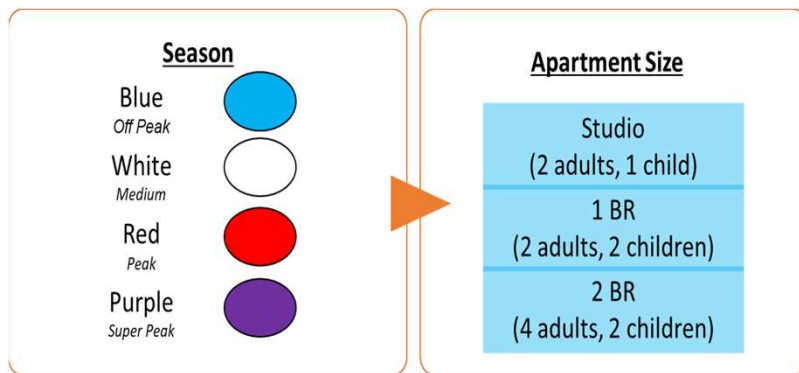 Season
Blue
Off Peak
White
Medium
Red
Peak
Purple
Super Peak
Apartment Size
Studio
(2 adults, 1 child)
1 BR
(2 adults, 2 children)
2 BR
(4 adults, 2 children)